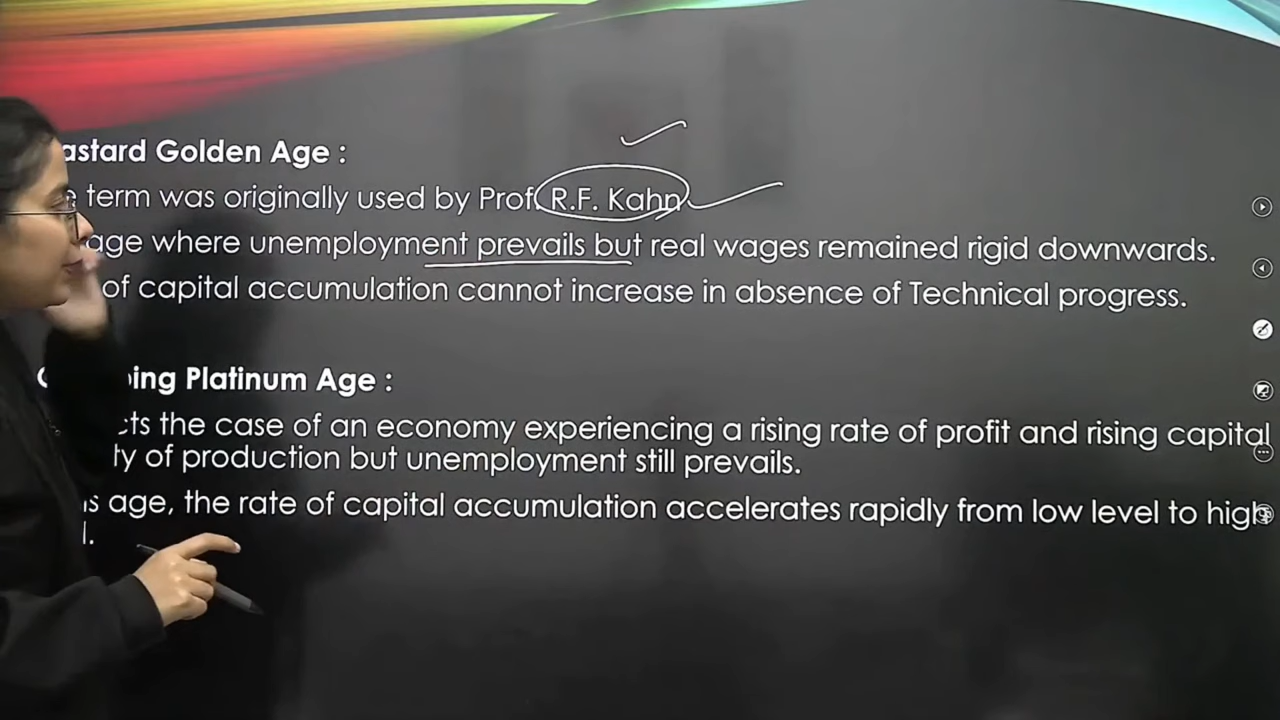 astard Golden Age :
e term was originally used by Prof. R.F. Kahn
age where unemployment prevails but real wages remained rigid downwards.
of capital accumulation cannot increase in absence of Technical progress.
ing Platinum Age :
cts the case of an economy experiencing a rising rate of profit and rising capital
ty of production but unemployment still prevails.
is age, the rate of capital accumulation accelerates rapidly from low level to high
l.